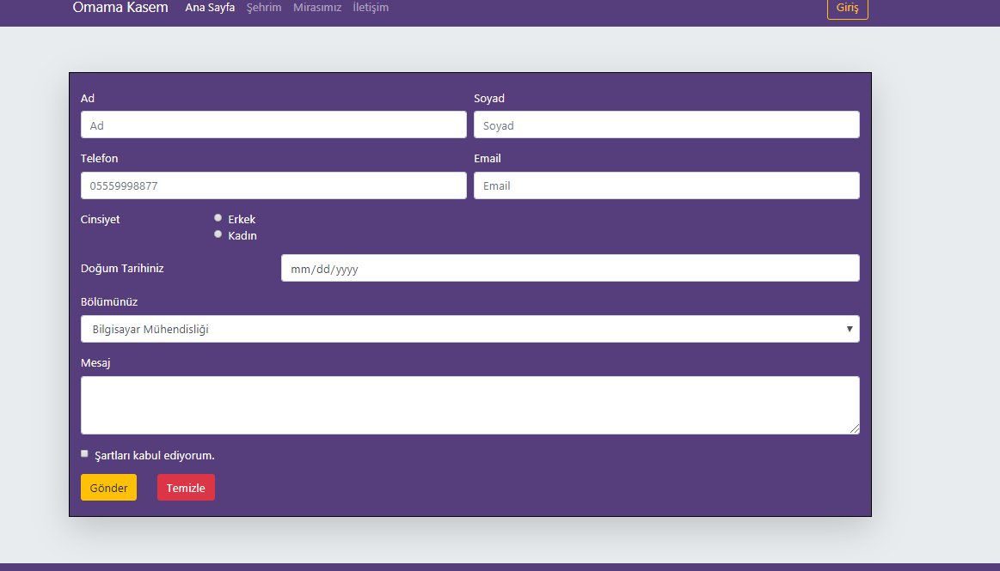 Omama Kasem Ana Sayfa Şehrim Mirasımız İletişim Giriş
Ad Soyad
Ad Soyad
Telefon Email
05559998877 Email
Cinsiyet Erkek
Kadın
Doğum Tarihiniz mm/dd/yyyy
Bölümünüz
Bilgisayar Mühendisliği
Mesaj
Şartları kabul ediyorum.
Gönder Temizle